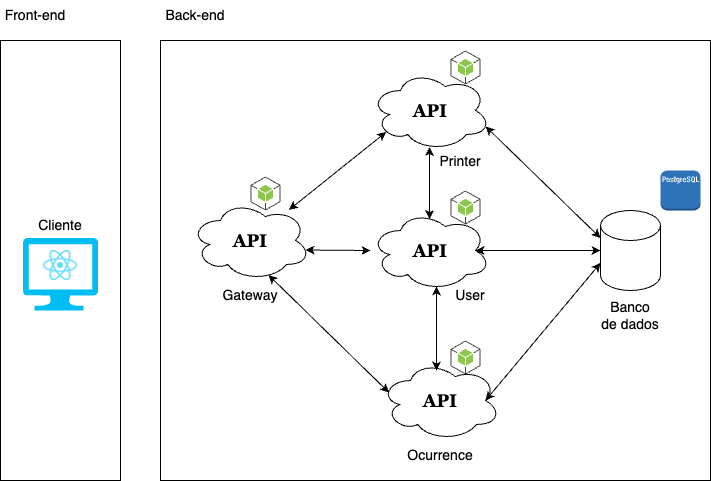 Front-end
Back-end
API
Printer
PostgreSQL
Cliente
API
API
Gateway
User
Banco
de dados
API
Ocurrence